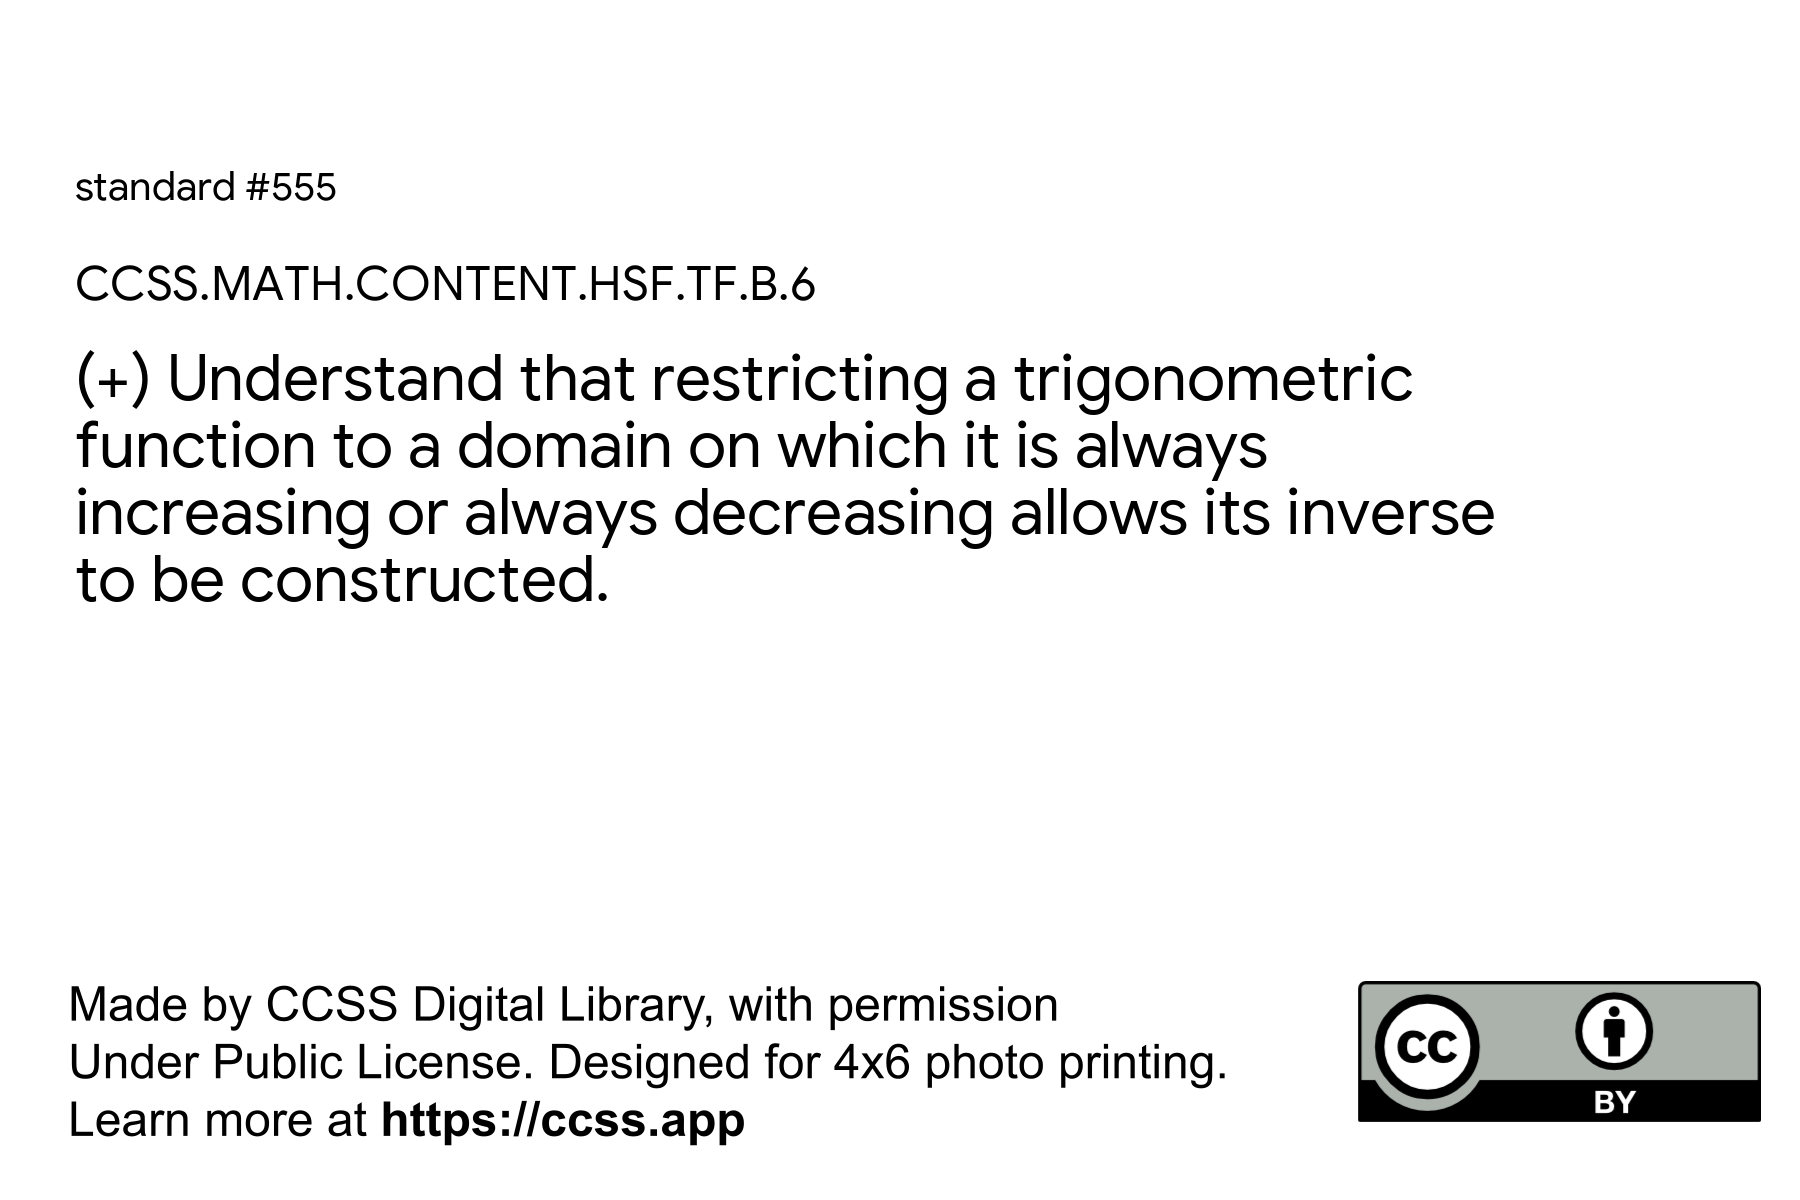 standard #555
CCSS.MATH.CONTENT.HSF.TF.B.6
(+) Understand that restricting a trigonometric
function to a domain on which it is always
increasing or always decreasing allows its inverse
to be constructed.
Made by CCSS Digital Library, with permission
Under Public License. Designed for 4x6 photo printing.
Learn more at https://ccss.app
cc
BY